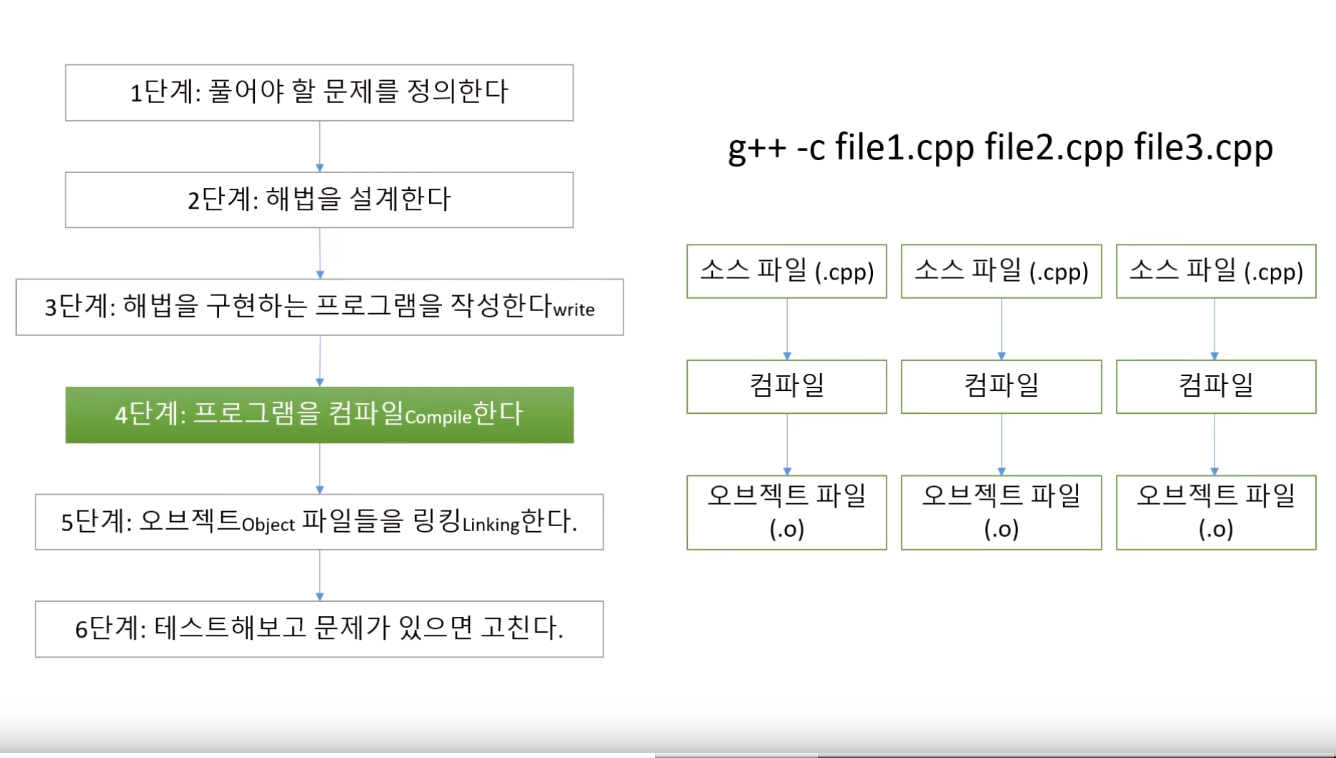 1단계: 풀어야 할 문제를 정의한다
2단계: 해법을 설계한다
3단계: 해법을 구현하는 프로그램을 작성한다write
4단계: 프로그램을 컴파일Compile한다
5단계: 오브젝트Object 파일들을 링킹Linking한다.
6단계: 테스트해보고 문제가 있으면 고친다.
g++ -c file1.cpp file2.cpp file3.cpp
소스 파일 (.cpp)
소스 파일 (.cpp)
소스 파일 (.cpp)
컴파일
컴파일
컴파일
오브젝트 파일
(.o)
오브젝트 파일
(.o)
오브젝트 파일
(.o)